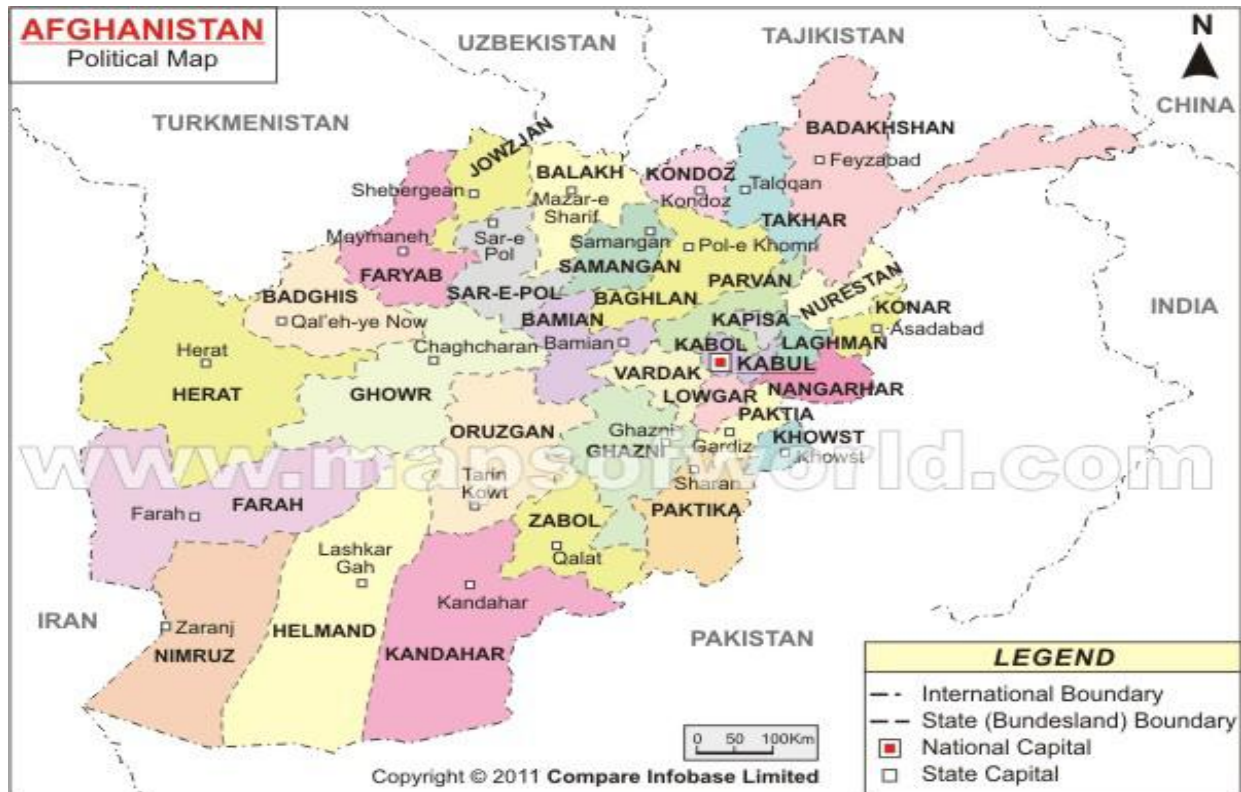 AFGHANISTAN
Political Map
UZBEKISTAN
TAJIKISTAN
N
CHINA
TURKMENISTAN
BADAKHSHAN
Feyzabad
JOWZJAN
Shebergean
BALAKH
Mazar-e
Sharif
KONDOZ
Kondoz
Taloqan
TAKHAR
Meymaneh
FARYAB
Sar-e
Pol
SAR-E-POL
Samangan
SAMANGAN
Pol-e Khomri
BAGHLAN
PARVAN
NURESTAN
KONAR
Asadabad
INDIA
BADGHIS
Qal'eh-ye Now
BAMIAN
Bamian
KAPISA
KABOL
LAGHMAN
KABUL
Herat
HERAT
Chaghcharan
GHOWR
VARDAK
NANGARHAR
LOWGAR
PAKTIA
Gardiz
KHOWST
Khowst
ORUZGAN
Ghazni
GHAZNI
Tarin
Kowt
Sharan
PAKTIKA
www.mapsofworld.com
FARAH
Farah
ZABOL
Qalat
Lashkar
Gah
HELMAND
Kandahar
KANDAHAR
IRAN
Zaranj
NIMRUZ
PAKISTAN
LEGEND
International Boundary
State (Bundesland) Boundary
National Capital
State Capital
0 50 100Km
Copyright © 2011 Compare Infobase Limited